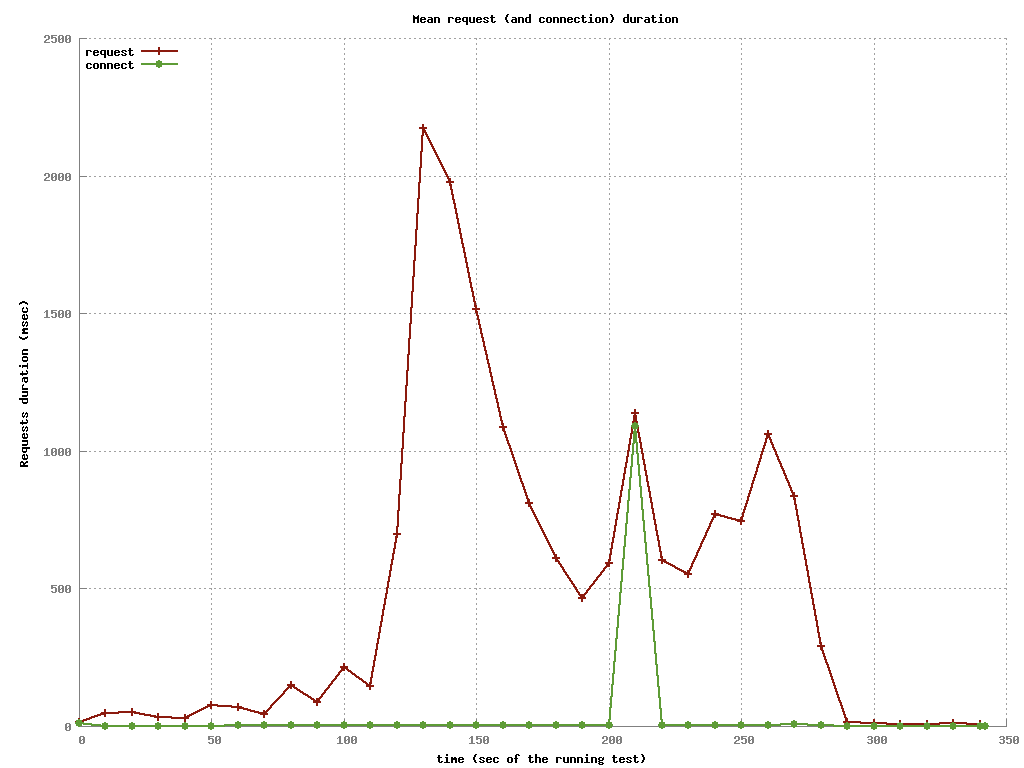 Mean request (and connection) duration
2500
request
connect
2000
1500
Requests duration (msec)
1000
500
0
0 50 100 150 200 250 300 350
time (sec of the running test)